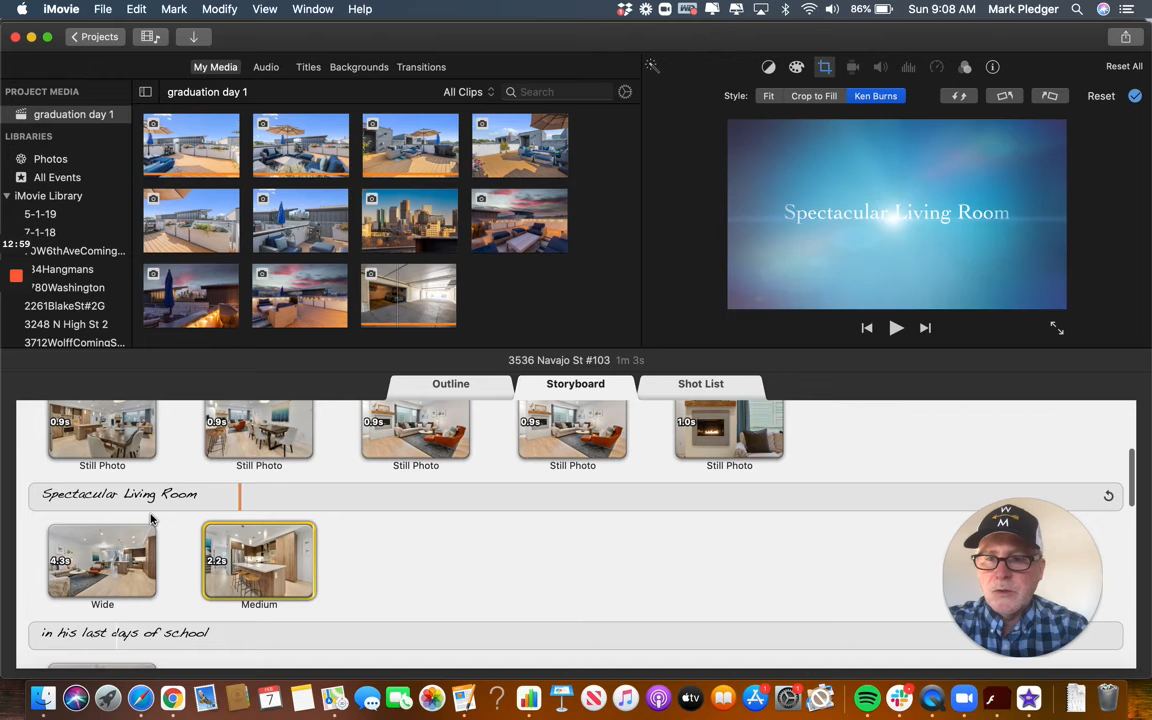 iMovie File Edit Mark Modify View Window Help 86% Sun 9:08 AM Mark Pledger
Projects
My Media Audio Titles Backgrounds Transitions Reset All
PROJECT MEDIA
graduation day 1
LIBRARIES
Photos
All Events
iMovie Library
5-1-19
7-1-18
12:59
0W6thAveComing...
34Hangmans
780Washington
2261BlakeSt#2G
3248 N High St 2
3712WolffComingS...
graduation day 1 All Clips Search
Style: Fit Crop to Fill Ken Burns Reset
Spectacular Living Room
3536 Navajo St #103 1m 3s
Outline Storyboard Shot List
0.9s 0.9s 0.9s 0.9s 1.0s
Still Photo Still Photo Still Photo Still Photo Still Photo
Spectacular Living Room
4.3s 2.2s
Wide Medium
in his last days of school
W
M
FEB
7